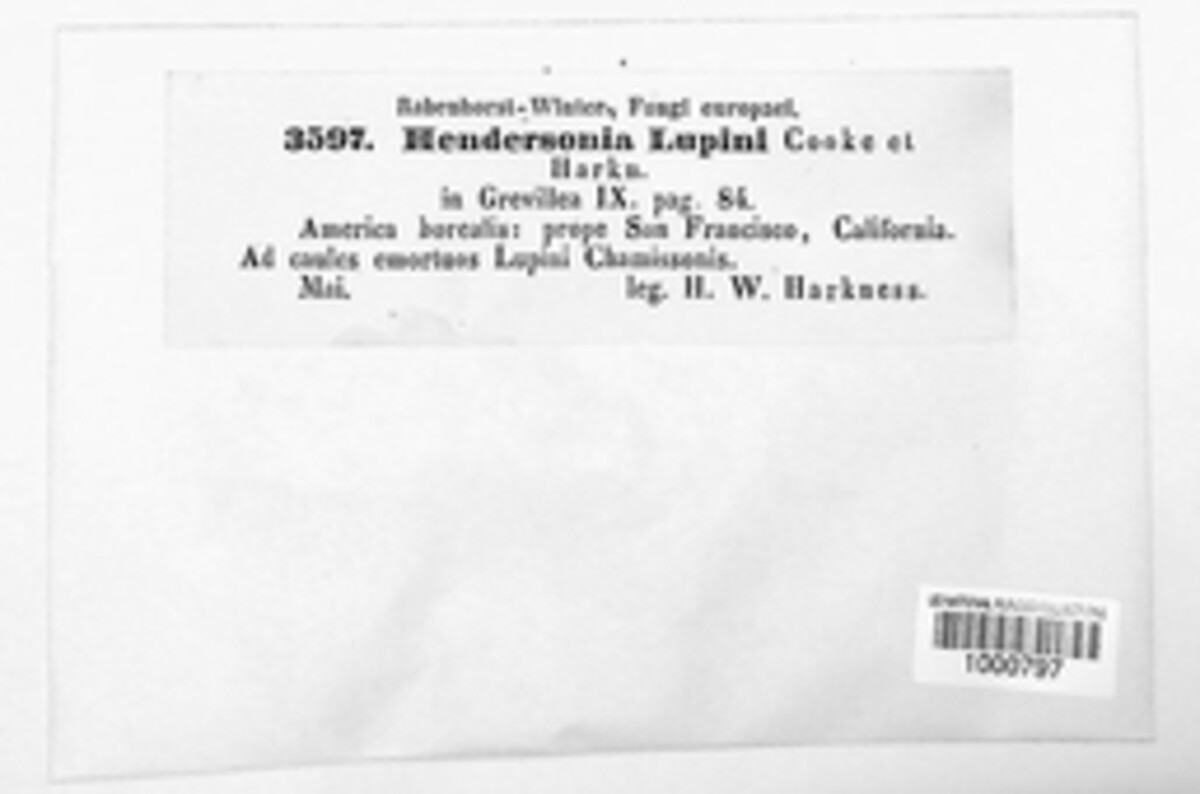 Rabenhorst-Winter, Fungi europaei.
3597. Hendersonia Lupini Cooke et
Harkn.
in Grevillea IX. pag. 84.
America borealis: prope San Francisco, California.
Ad caules emortuos Lupini Chamissonis.
Mai. leg. H. W. Harkness.
1000797